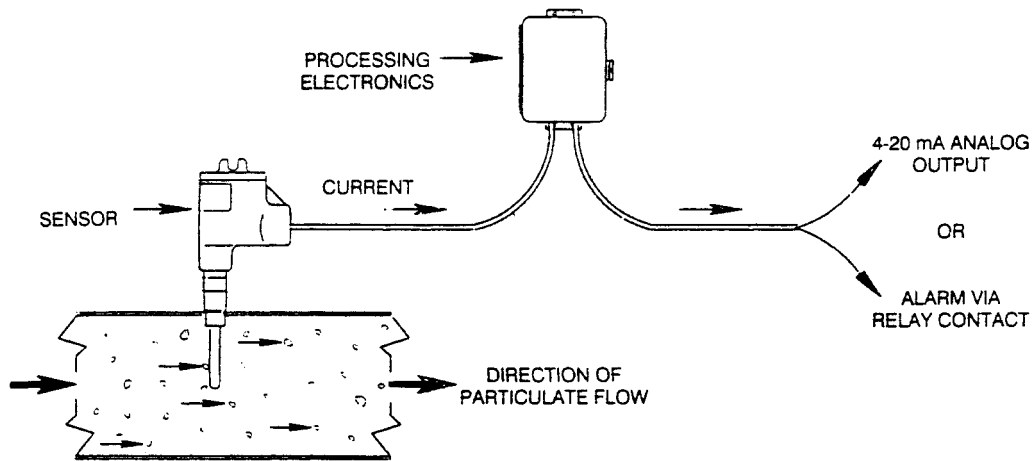 PROCESSING
ELECTRONICS
4-20 mA ANALOG
OUTPUT
CURRENT
SENSOR
OR
ALARM VIA
RELAY CONTACT
DIRECTION OF
PARTICULATE FLOW